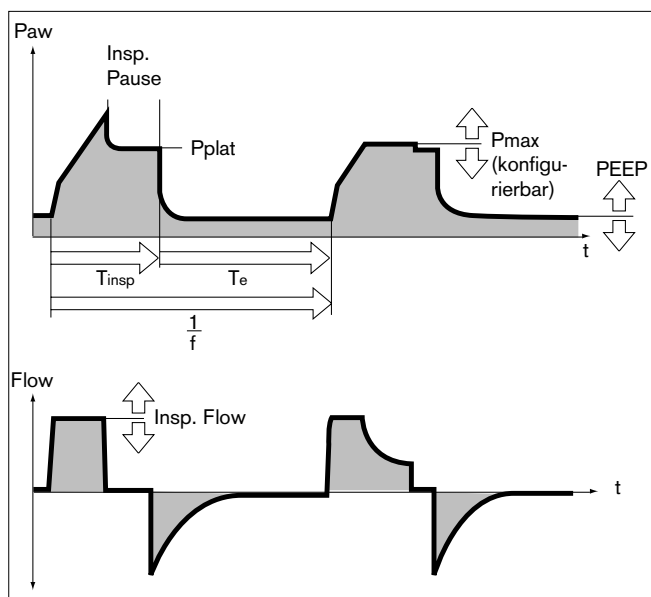 Paw
Insp.
Pause
Pplat
Pmax
(konfigu-
rierbar)
PEEP
t
Tinsp
Te
1
f
Flow
Insp. Flow
t